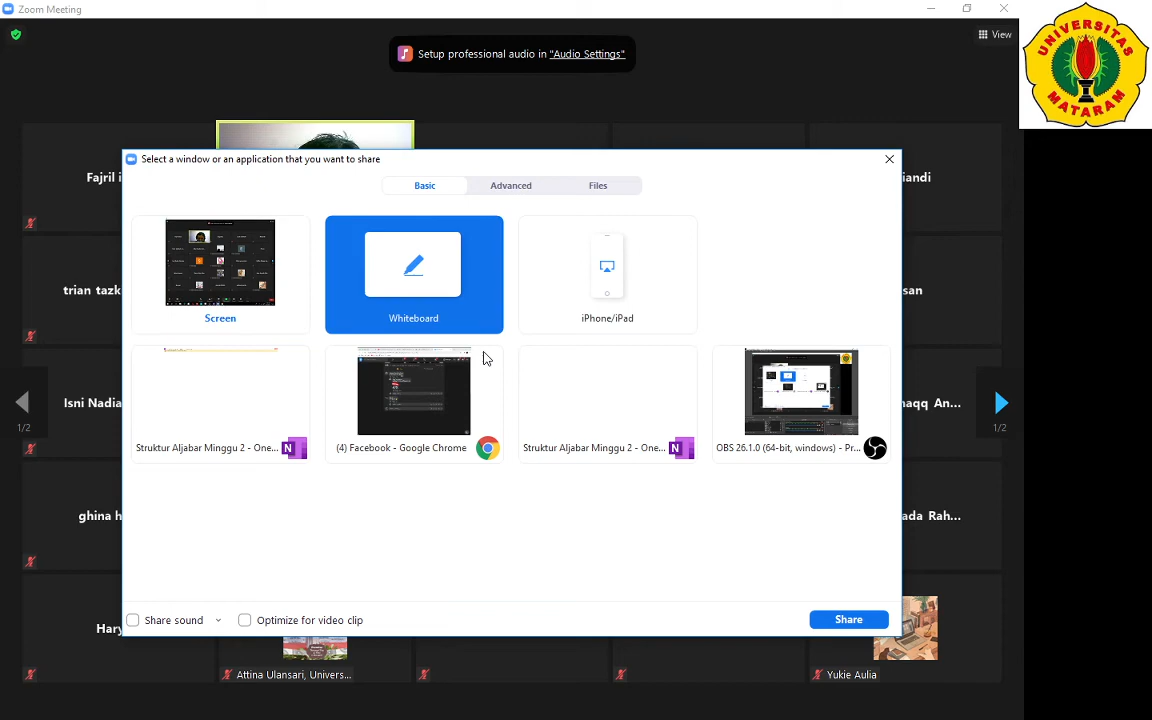 Zoom Meeting
View
Setup professional audio in "Audio Settings"
UNIVERSITAS
MATARAM
Select a window or an application that you want to share
Basic
Advanced
Files
Fajril i
iandi
Screen
Whiteboard
iPhone/iPad
trian tazk
san
Struktur Aljabar Minggu 2 - One...
(4) Facebook - Google Chrome
Struktur Aljabar Minggu 2 - One...
OBS 26.1.0 (64-bit, windows) - Pr...
Isni Nadia
naqq An...
1/2
1/2
ghina h
ada Rah...
Share sound
Optimize for video clip
Share
Hary
Attina Ulansari, Univers...
Yukie Aulia